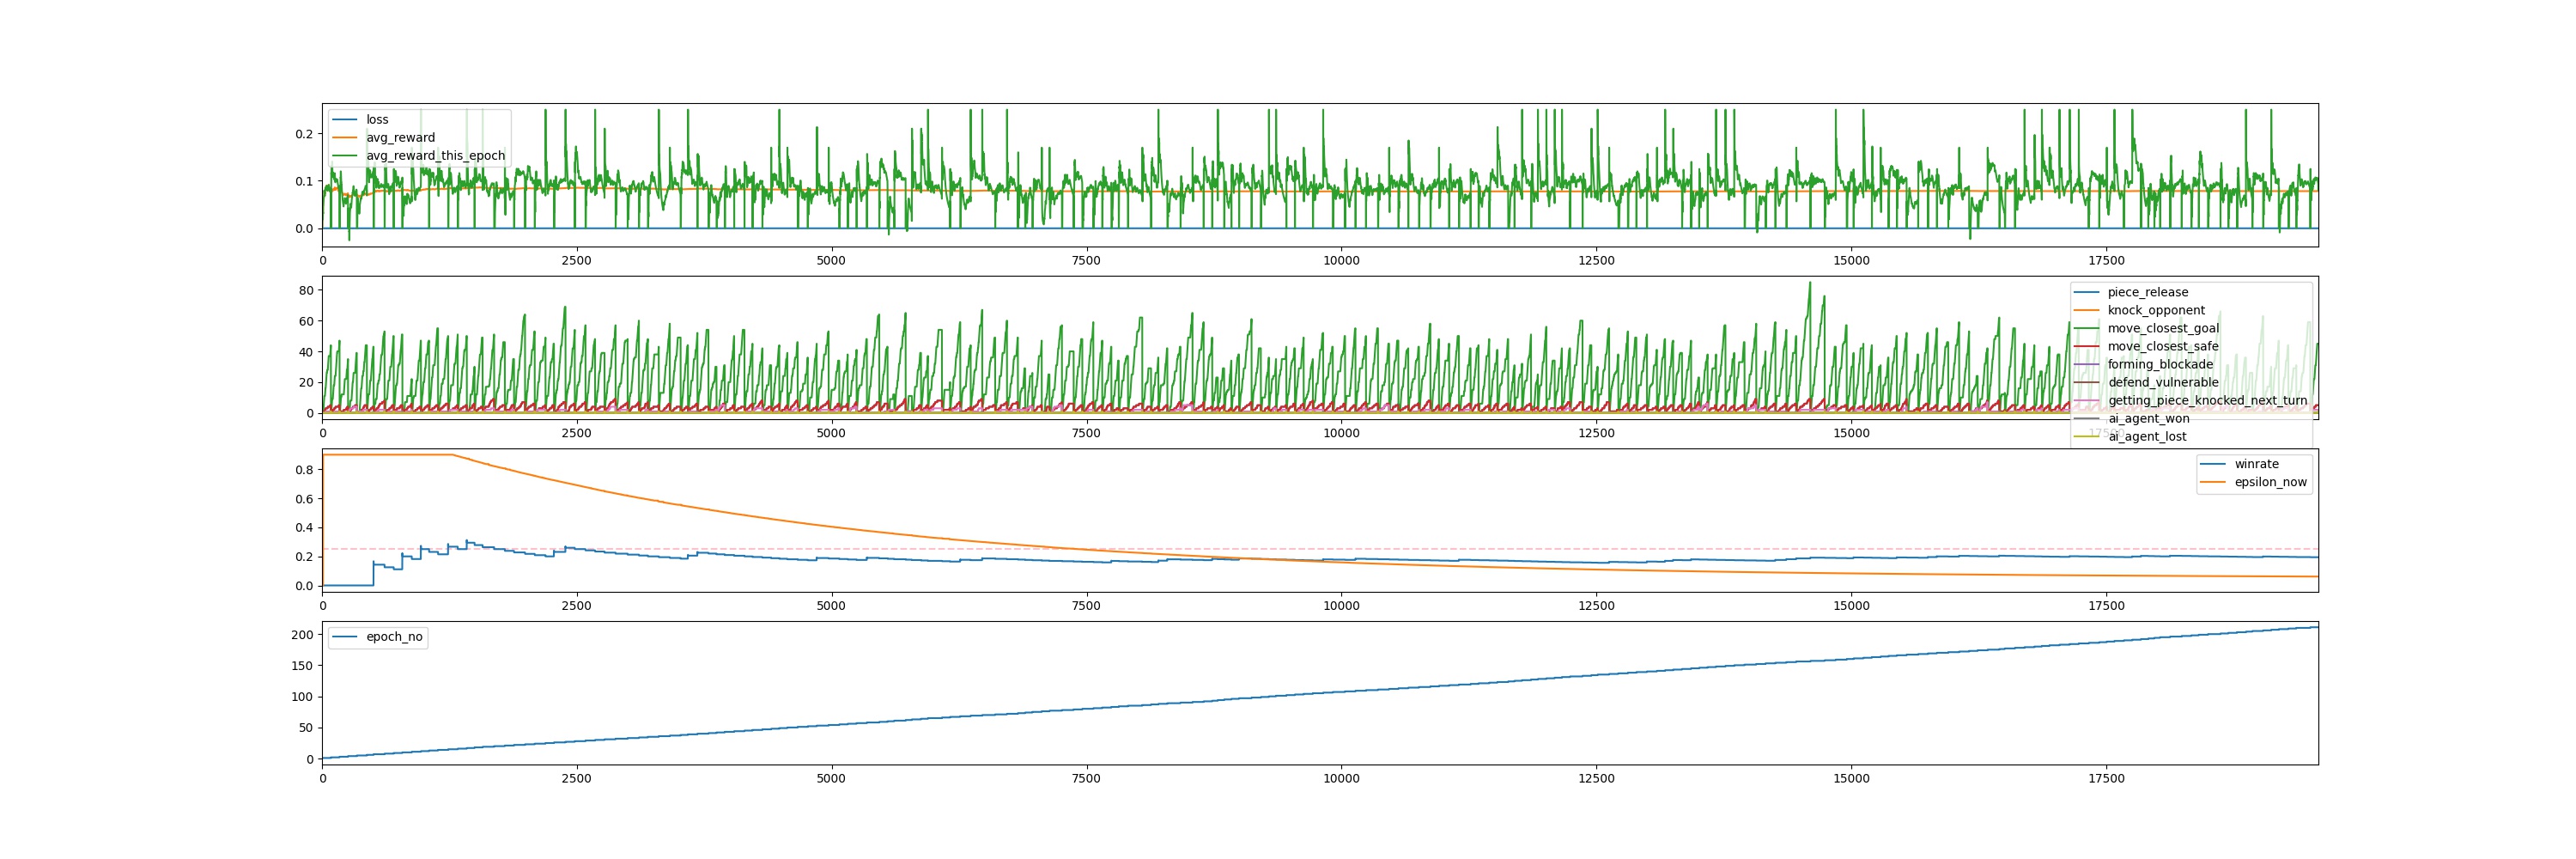 loss
avg_reward
avg_reward_this_epoch
0.2
0.1
0.0
0 2500 5000 7500 10000 12500 15000 17500
piece_release
knock_opponent
move_closest_goal
move_closest_safe
forming_blockade
defend_vulnerable
getting_piece_knocked_next_turn
ai_agent_won
ai_agent_lost
80
60
40
20
0
0 2500 5000 7500 10000 12500 15000 17500
winrate
epsilon_now
0.8
0.6
0.4
0.2
0.0
0 2500 5000 7500 10000 12500 15000 17500
epoch_no
200
150
100
50
0
0 2500 5000 7500 10000 12500 15000 17500